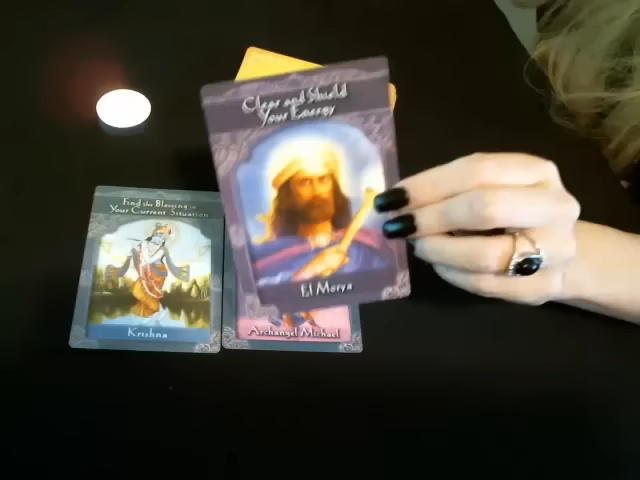 Clear and Shield
Your Energy
El Morya
Find the Blessing in
Your Current Situation
Krishna
Archangel Michael